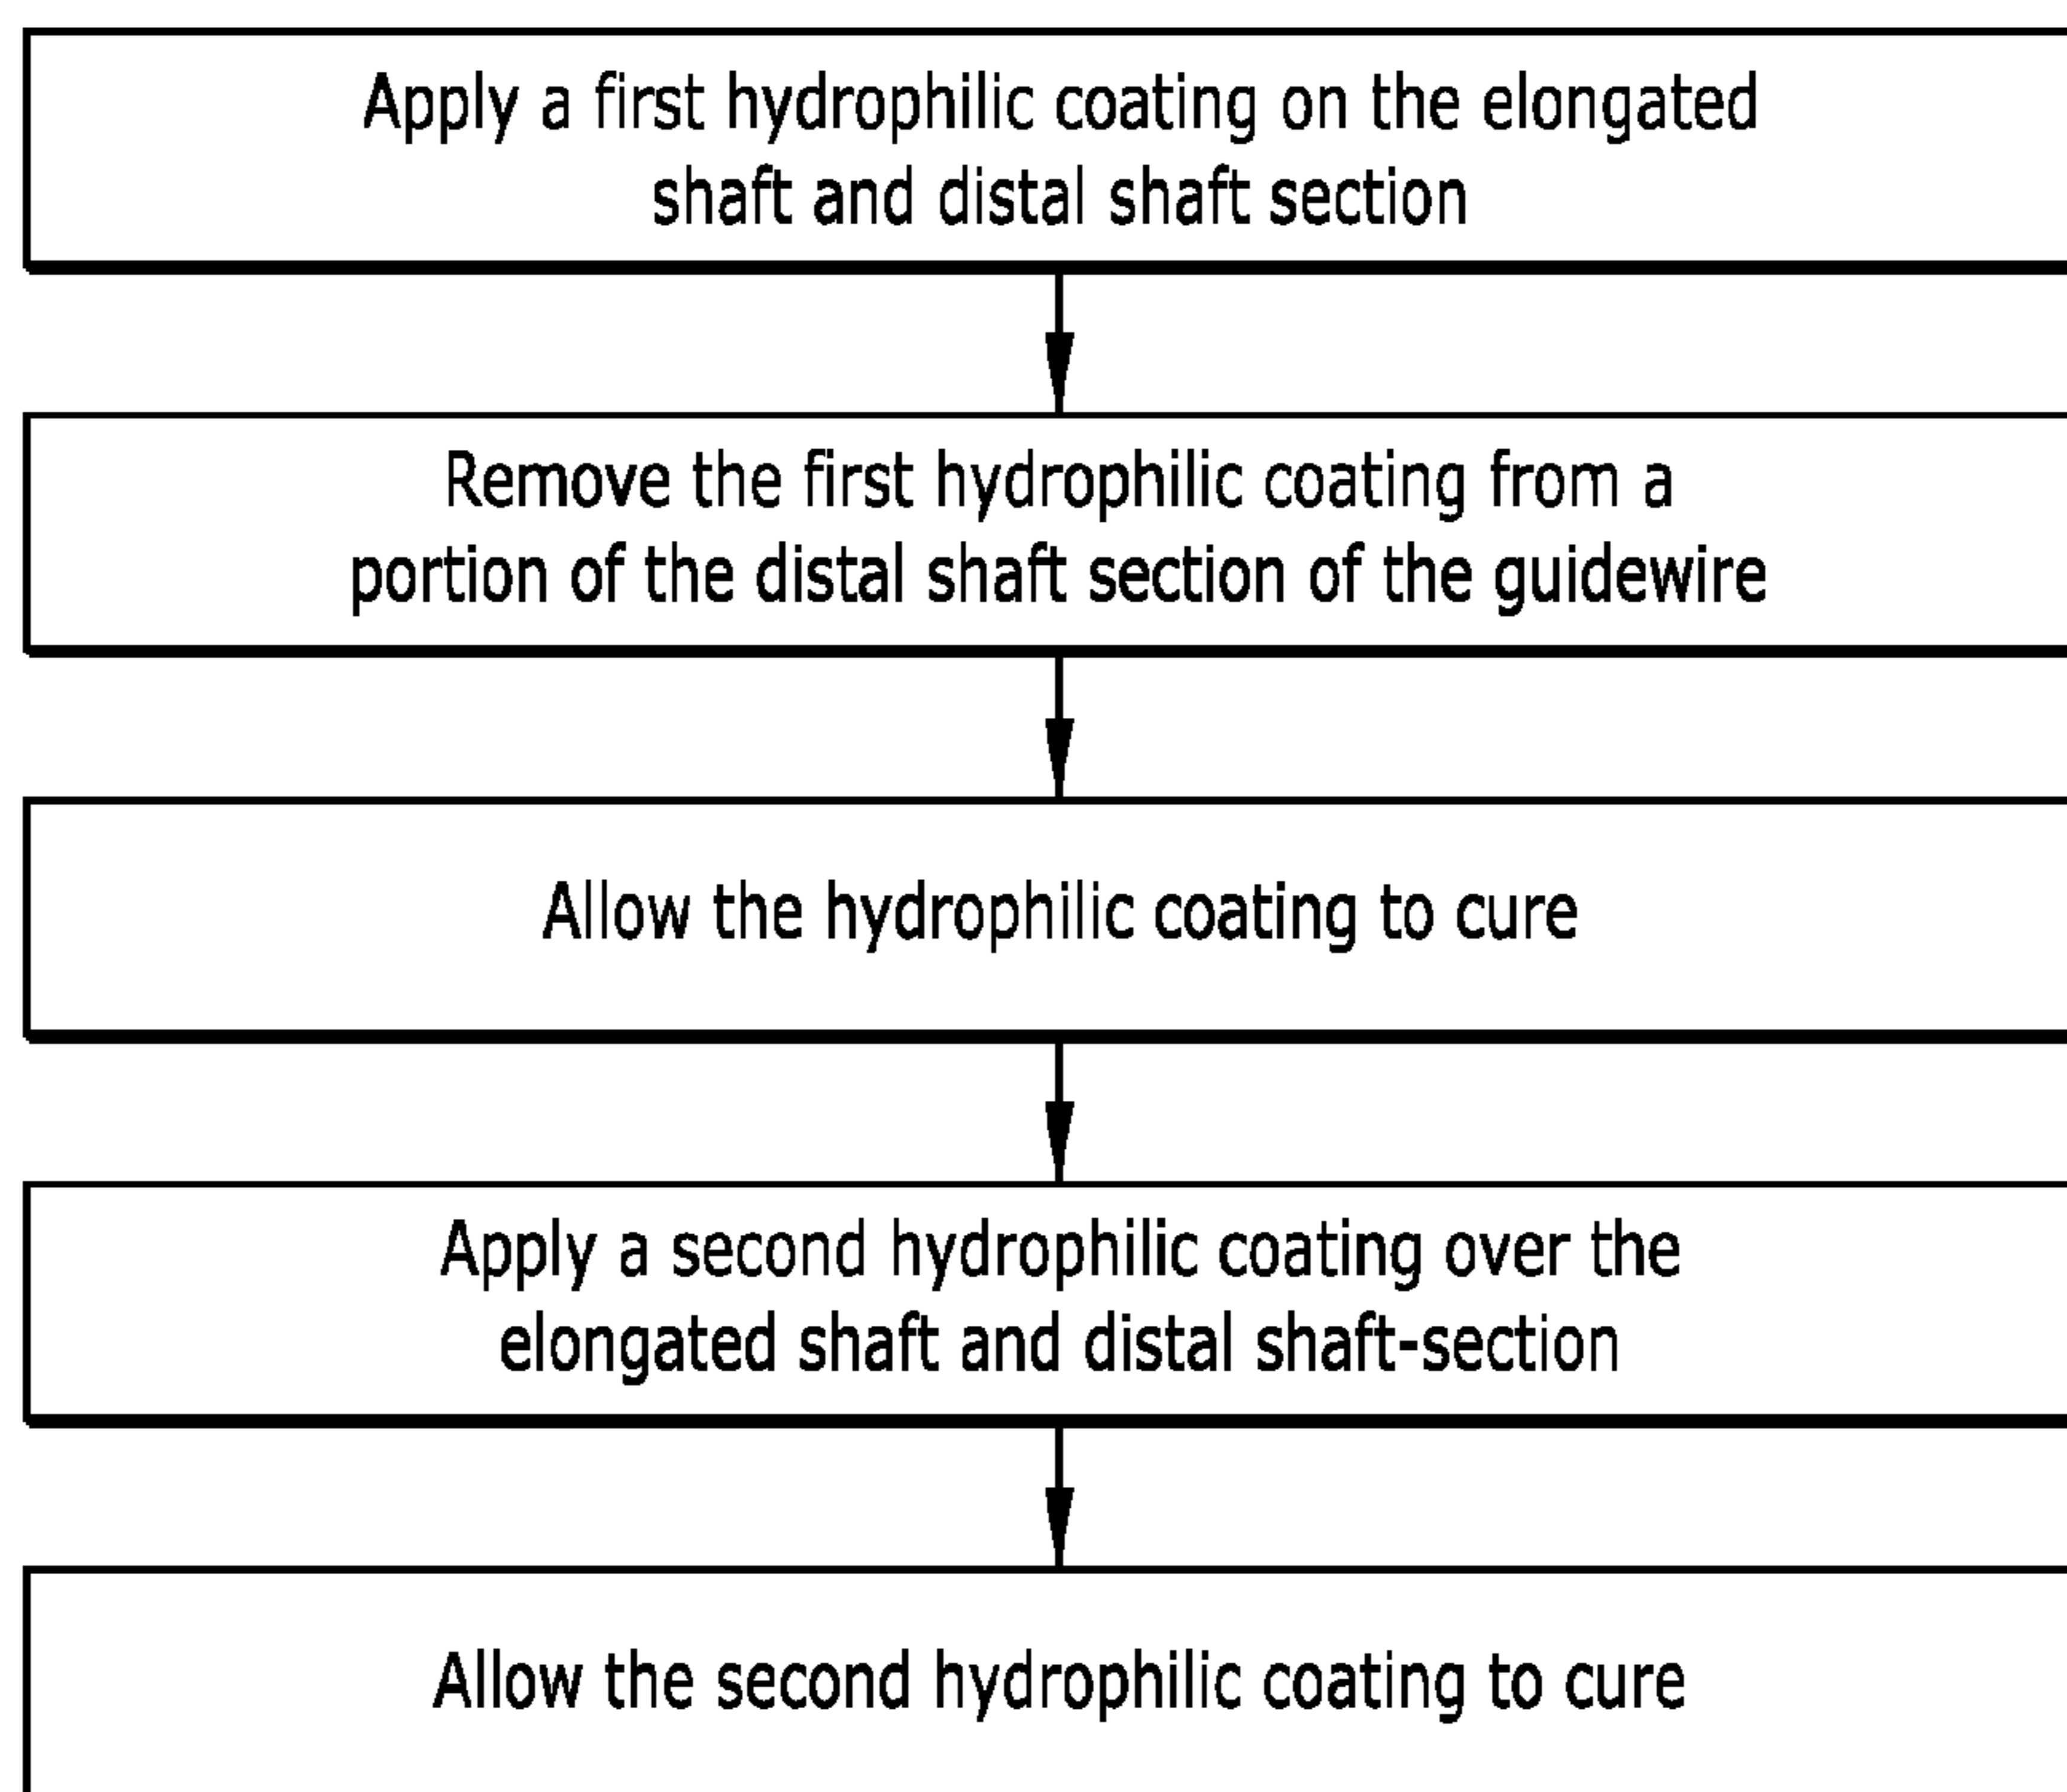 Apply a first hydrophilic coating on the elongated
shaft and distal shaft section
Remove the first hydrophilic coating from a
portion of the distal shaft section of the guidewire
Allow the hydrophilic coating to cure
Apply a second hydrophilic coating over the
elongated shaft and distal shaft-section
Allow the second hydrophilic coating to cure